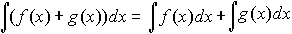 ∫(f(x) + g(x))dx = ∫f(x)dx + ∫g(x)dx